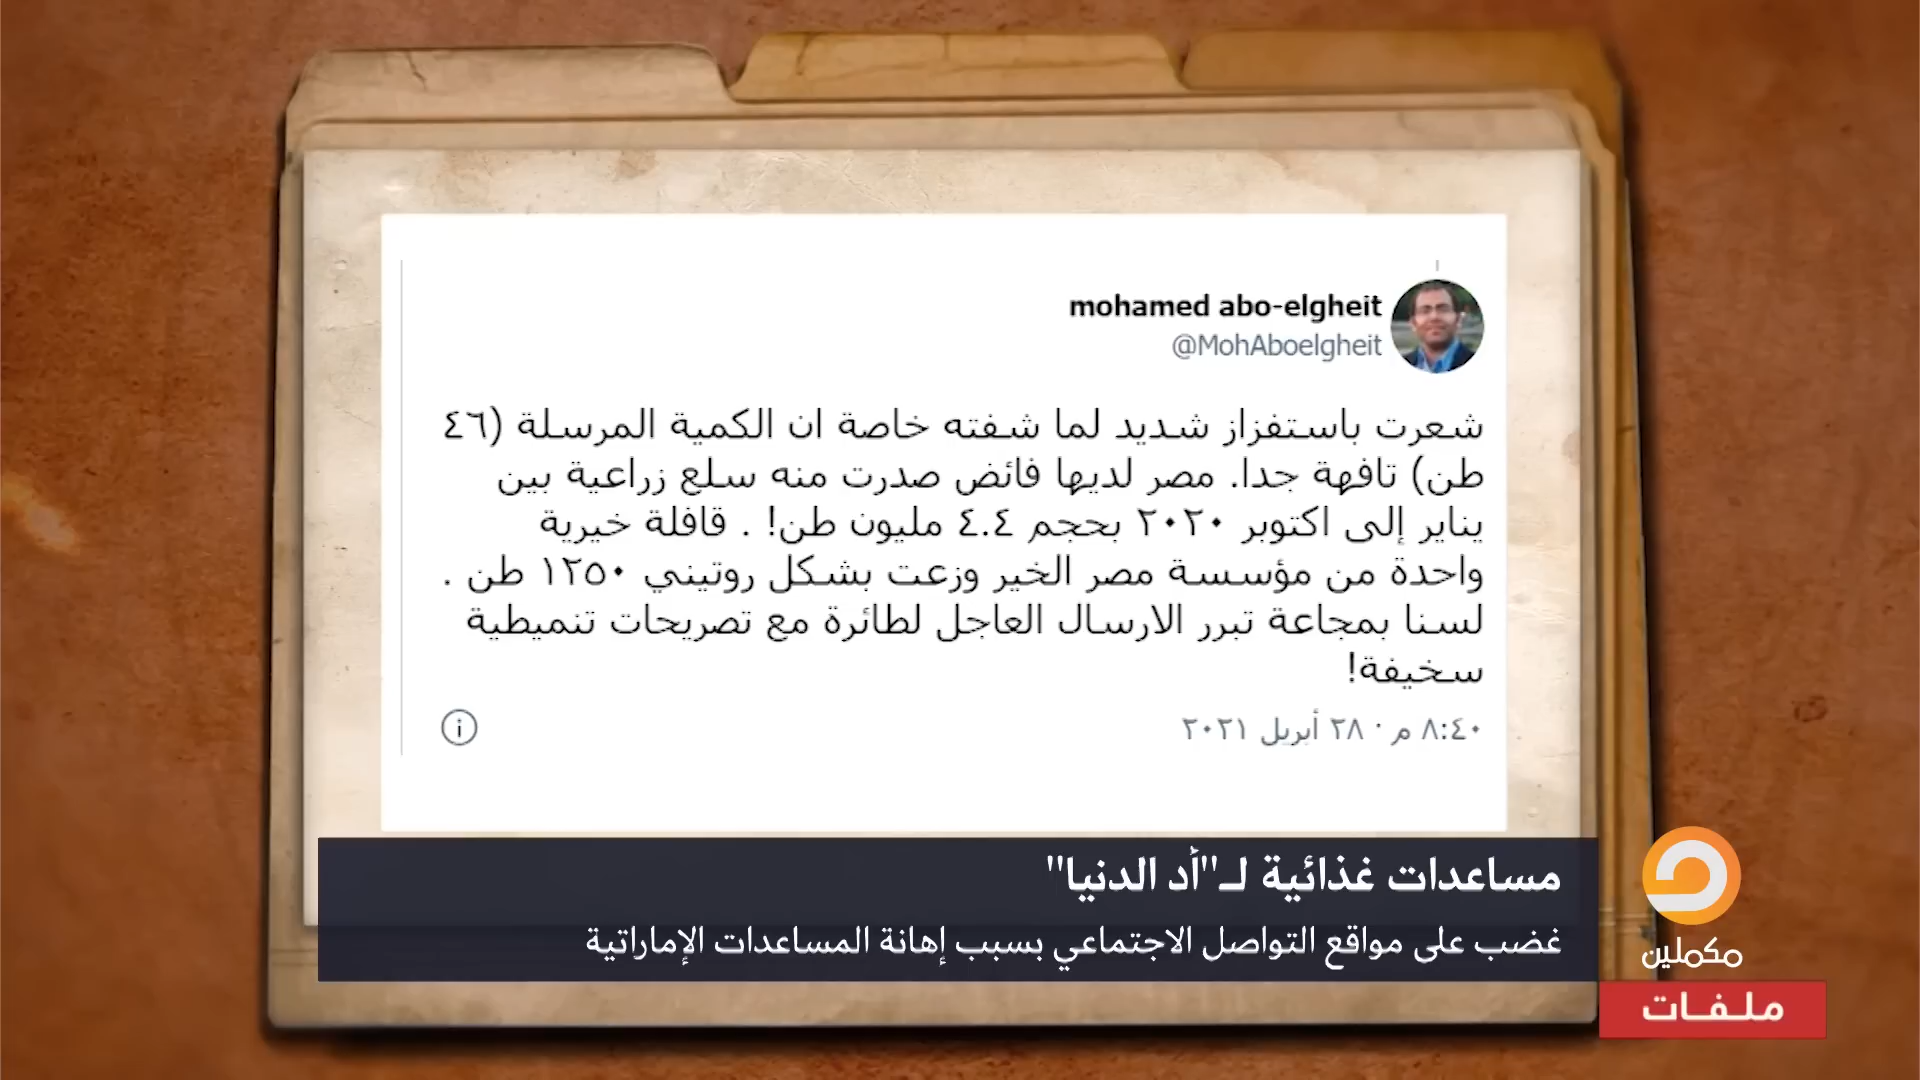 mohamed abo-elgheit
@MohAboelgheit
شعرت باستفزاز شديد لما شفته خاصة ان الكمية المرسلة (٤٦
طن) تافهة جدا. مصر لديها فائض صدرت منه سلع زراعية بين
يناير إلى اكتوبر ٢٠٢٠ بحجم ٤.٤ مليون طن! . قافلة خيرية
واحدة من مؤسسة مصر الخير وزعت بشكل روتيني ١٢٥٠ طن .
لسنا بمجاعة تبرر الارسال العاجل لطائرة مع تصريحات تنميطية
سخيفة!
٨:٤٠ م · ٢٨ أبريل ٢٠٢١
مساعدات غذائية لـ"أد الدنيا"
غضب على مواقع التواصل الاجتماعي بسبب إهانة المساعدات الإماراتية
مكملين
ملفات